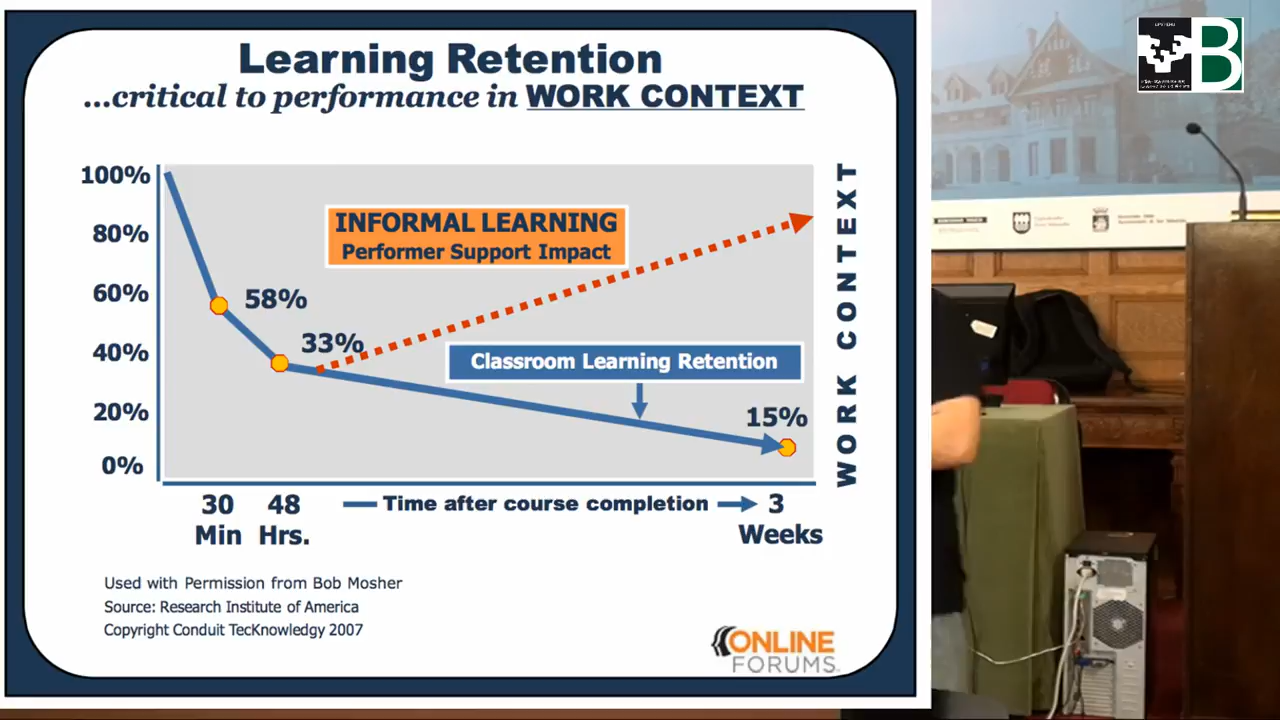 Learning Retention
...critical to performance in WORK CONTEXT
100%
80%
60%
40%
20%
0%
INFORMAL LEARNING
Performer Support Impact
58%
33%
Classroom Learning Retention
15%
WORK CONTEXT
30 Min
48 Hrs.
Time after course completion
3 Weeks
Used with Permission from Bob Mosher
Source: Research Institute of America
Copyright Conduit TecKnowledgy 2007
ONLINE
FORUMS
B